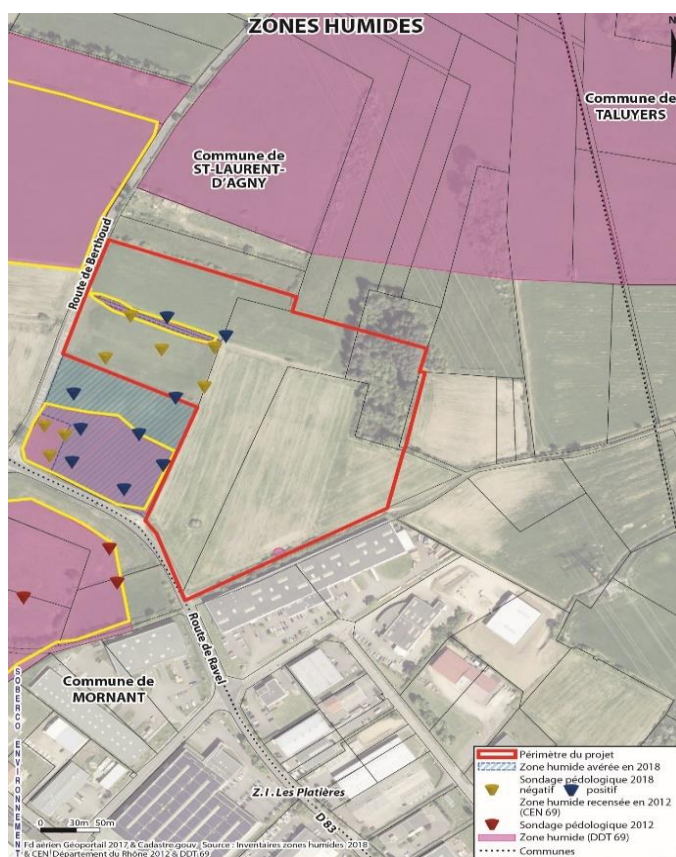 ZONES HUMIDES
N
Commune de
TALUYERS
Commune de
ST-LAURENT-
D'AGNY
Route de Berthoud
Route de Ravel
Commune de
MORNANT
Z.I. Les Platières
D 83
SOBERCO ENVIRONNEMENT
0 30m 50m
Fd aérien Géoportail 2017 & Cadastre.gouv Source : Inventaires zones humides 2018
& CEN Département du Rhône 2012 & DDT 69
Périmètre du projet
Zone humide avérée en 2018
Sondage pédologique 2018
négatif positif
Zone humide recensée en 2012
(CEN 69)
Sondage pédologique 2012
Zone humide (DDT 69)
Communes